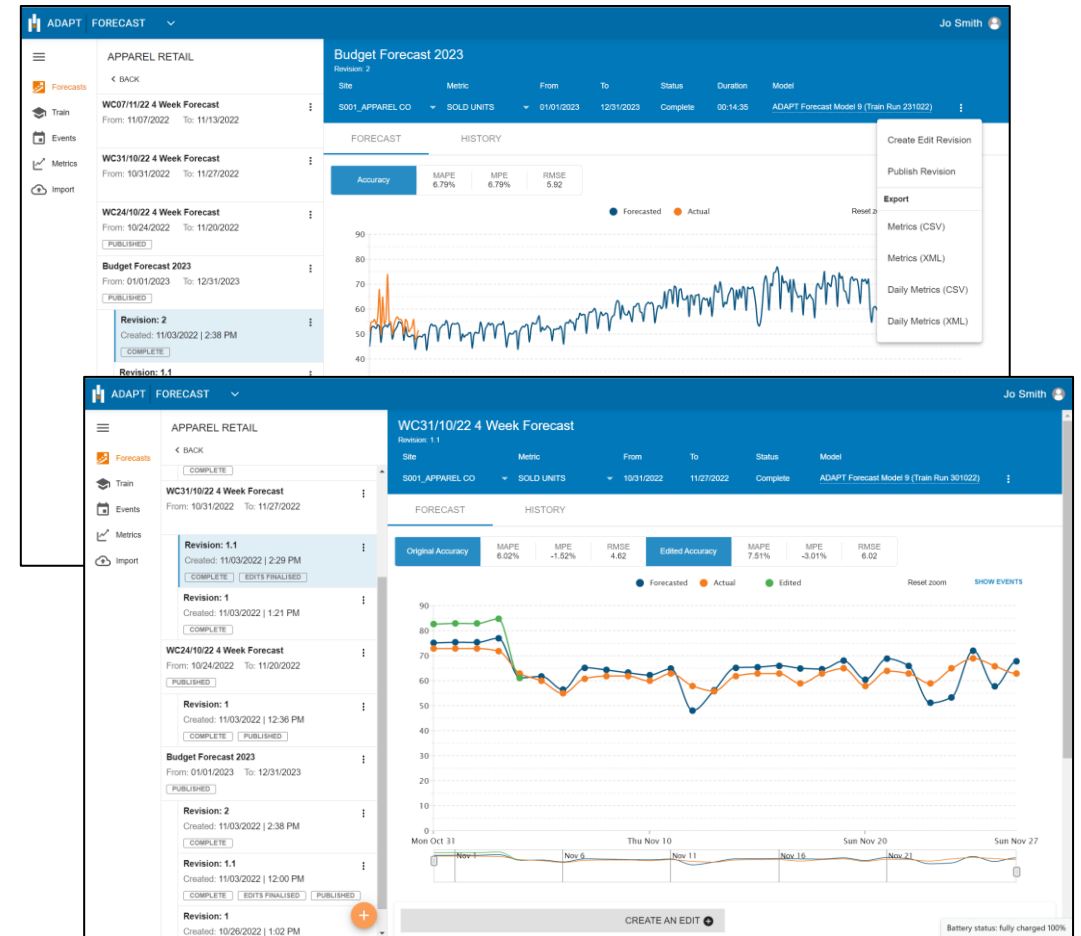 ADAPT FORECAST
Jo Smith
Forecasts
Train
Events
Metrics
Import
APPAREL RETAIL
BACK
WC07/11/22 4 Week Forecast
From: 11/07/2022 To: 11/13/2022
WC31/10/22 4 Week Forecast
From: 10/31/2022 To: 11/27/2022
WC24/10/22 4 Week Forecast
From: 10/24/2022 To: 11/20/2022
PUBLISHED
Budget Forecast 2023
From: 01/01/2023 To: 12/31/2023
PUBLISHED
Revision: 2
Created: 11/03/2022 | 2:38 PM
COMPLETE
Revision: 1.1
Budget Forecast 2023
Revision: 2
Site Metric From To Status Duration Model
S001_APPAREL CO SOLD UNITS 01/01/2023 12/31/2023 Complete 00:14:35 ADAPT Forecast Model 9 (Train Run 231022)
FORECAST HISTORY
Accuracy MAPE 6.79% MPE 6.79% RMSE 5.92
Forecasted Actual Reset
90
80
70
60
50
40
Create Edit Revision
Publish Revision
Export
Metrics (CSV)
Metrics (XML)
Daily Metrics (CSV)
Daily Metrics (XML)
ADAPT FORECAST
Jo Smith
Forecasts
Train
Events
Metrics
Import
APPAREL RETAIL
BACK
COMPLETE
WC31/10/22 4 Week Forecast
From: 10/31/2022 To: 11/27/2022
Revision: 1.1
Created: 11/03/2022 | 2:29 PM
COMPLETE EDITS FINALISED
Revision: 1
Created: 11/03/2022 | 1:21 PM
COMPLETE
WC24/10/22 4 Week Forecast
From: 10/24/2022 To: 11/20/2022
PUBLISHED
Revision: 1
Created: 11/03/2022 | 12:36 PM
COMPLETE PUBLISHED
Budget Forecast 2023
From: 01/01/2023 To: 12/31/2023
PUBLISHED
Revision: 2
Created: 11/03/2022 | 2:38 PM
COMPLETE
Revision: 1.1
Created: 11/03/2022 | 12:00 PM
COMPLETE EDITS FINALISED PUBLISHED
Revision: 1
Created: 10/26/2022 | 1:02 PM
WC31/10/22 4 Week Forecast
Revision: 1.1
Site Metric From To Status Model
S001_APPAREL CO SOLD UNITS 10/31/2022 11/27/2022 Complete ADAPT Forecast Model 9 (Train Run 301022)
FORECAST HISTORY
Original Accuracy MAPE 6.02% MPE -1.52% RMSE 4.62 Edited Accuracy MAPE 7.51% MPE -3.01% RMSE 6.02
Forecasted Actual Edited Reset zoom SHOW EVENTS
90
80
70
60
50
40
30
20
10
0
Mon Oct 31 Thu Nov 10 Sun Nov 20 Sun Nov 27
Nov 1 Nov 6 Nov 11 Nov 16 Nov 21
CREATE AN EDIT
Battery status: fully charged 100%